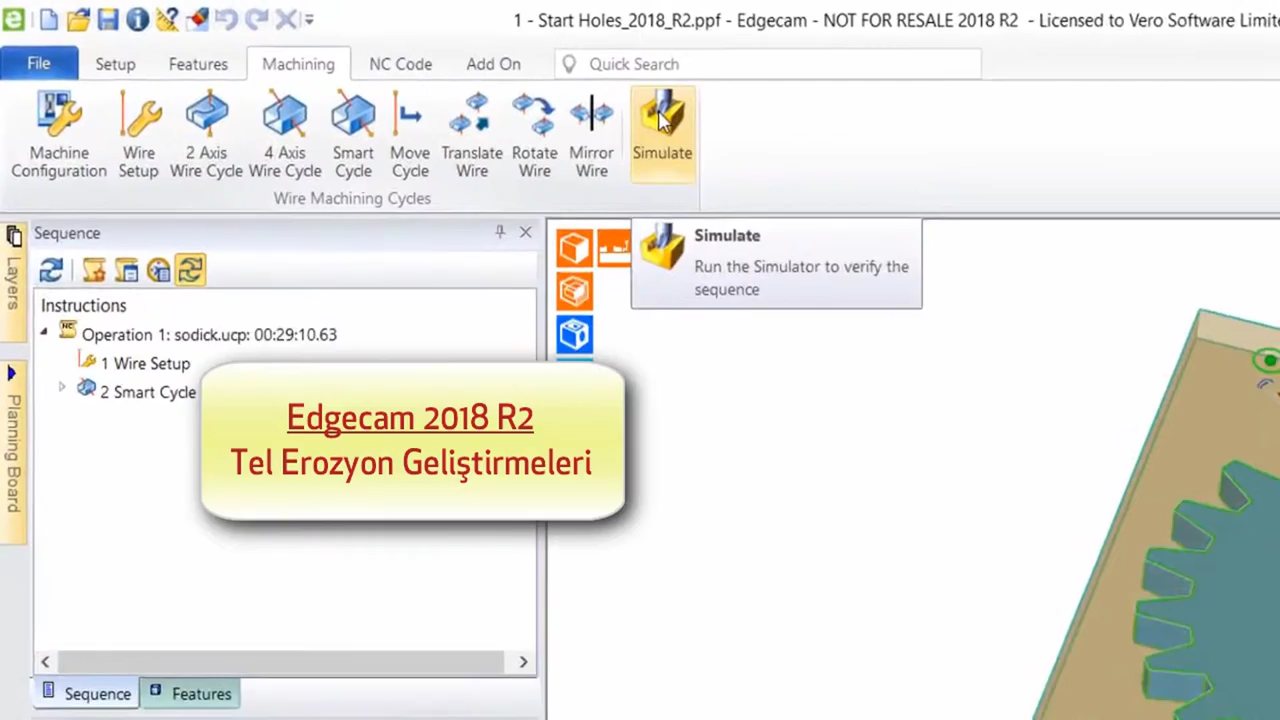 1 - Start Holes_2018_R2.ppf - Edgecam - NOT FOR RESALE 2018 R2 - Licensed to Vero Software Limite
File Setup Features Machining NC Code Add On Quick Search
Machine Configuration
Wire Setup
2 Axis Wire Cycle
4 Axis Wire Cycle
Smart Cycle
Move Cycle
Translate Wire
Rotate Wire
Mirror Wire
Simulate
Wire Machining Cycles
Sequence
Simulate
Run the Simulator to verify the
sequence
Layers
Planning Board
Instructions
Operation 1: sodick.ucp: 00:29:10.63
1 Wire Setup
2 Smart Cycle
Edgecam 2018 R2
Tel Erozyon Geliştirmeleri
Sequence Features